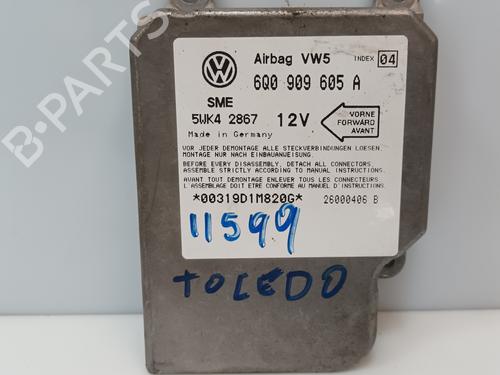 Airbag VW5 INDEX 04
6Q0 909 605 A
SME
5WK4 2867 12V
Made in Germany
VORNE
FORWARD
AVANT
VOR JEDER DEMONTAGE ALLE STECKVERBINDUNGEN LOESEN.
MONTAGE NUR NACH EINBAUANWEISUNG.
BEFORE EVERY DISASSEMBLY, DETACH ALL CONNECTORS.
ASSEMBLE STRICTLY ACCORDING TO MANUAL INSTRUCTIONS.
AVANT TOUT DEMONTAGE ENLEVER TOUS LES CONNECTEURS.
L'ASSEMBLAGE DOIT ETRE CONFORME AU MANUEL D'INSTRUCTIONS
*00319D1M820G* 26000406 B
11599
TOLEDO
B-PARTS